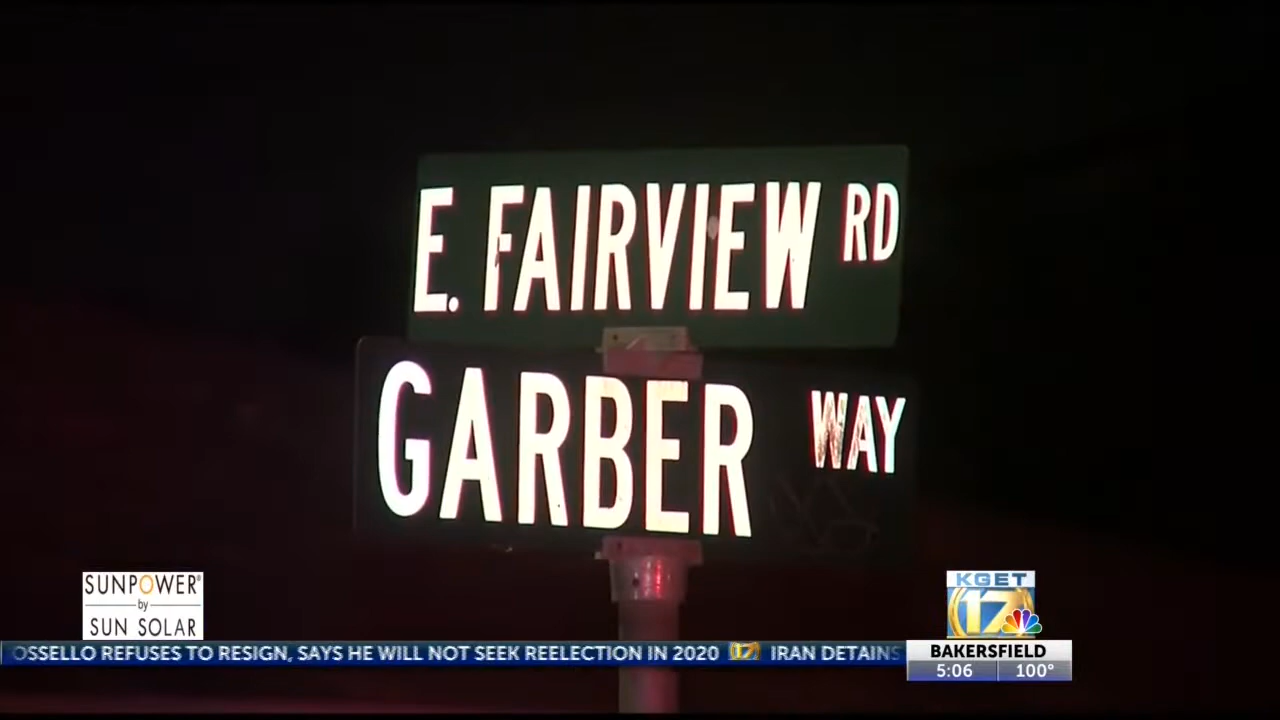 E. FAIRVIEW RD
GARBER WAY
SUNPOWER®
by
SUN SOLAR
KGET
17
OSSELLO REFUSES TO RESIGN, SAYS HE WILL NOT SEEK REELECTION IN 2020 17 IRAN DETAINS
BAKERSFIELD
5:06 100°